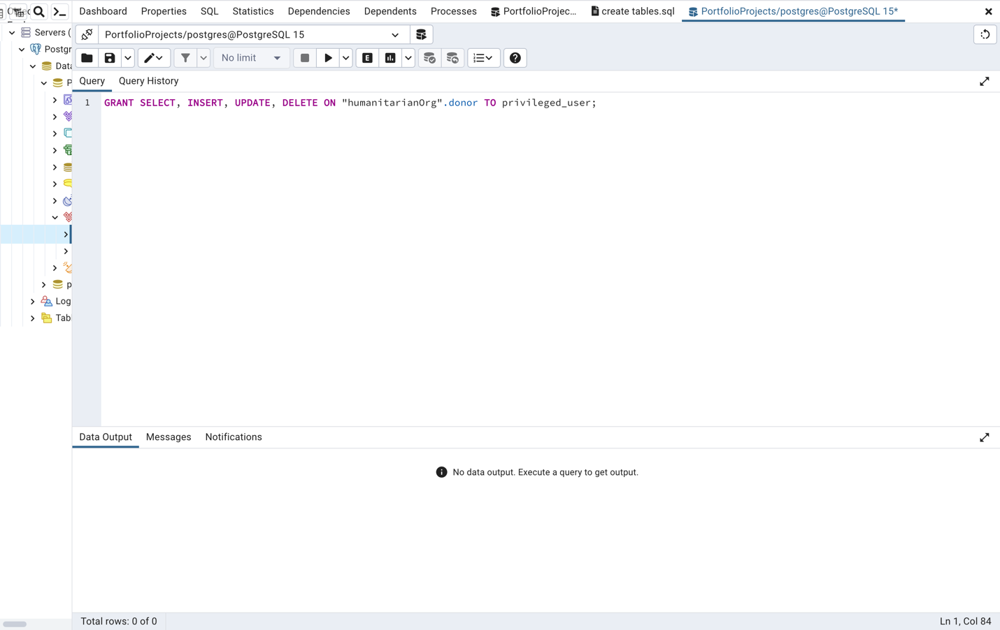 Dashboard Properties SQL Statistics Dependencies Dependents Processes PortfolioProjec... create tables.sql PortfolioProjects/postgres@PostgreSQL 15*
Servers (
PortfolioProjects/postgres@PostgreSQL 15
Postgr
No limit
E
Data
Query Query History
P
1 GRANT SELECT, INSERT, UPDATE, DELETE ON "humanitarianOrg".donor TO privileged_user;
p
Log
Tab
Data Output Messages Notifications
No data output. Execute a query to get output.
Total rows: 0 of 0
Ln 1, Col 84